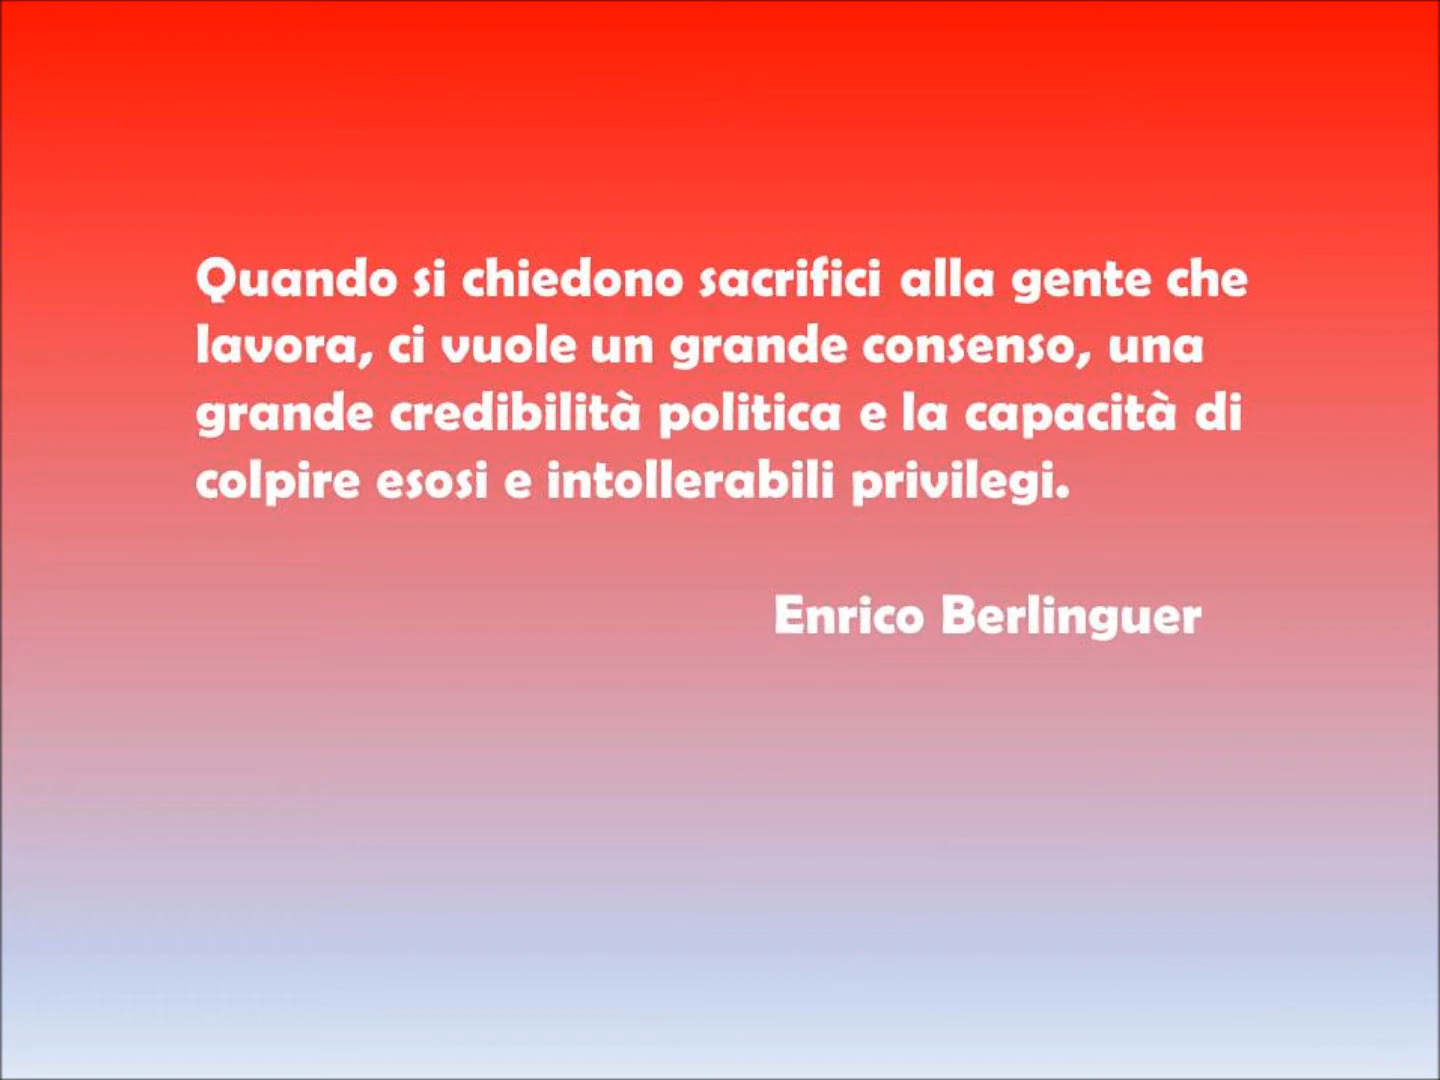 Quando si chiedono sacrifici alla gente che
lavora, ci vuole un grande consenso, una
grande credibilità politica e la capacità di
colpire esosi e intollerabili privilegi.
Enrico Berlinguer